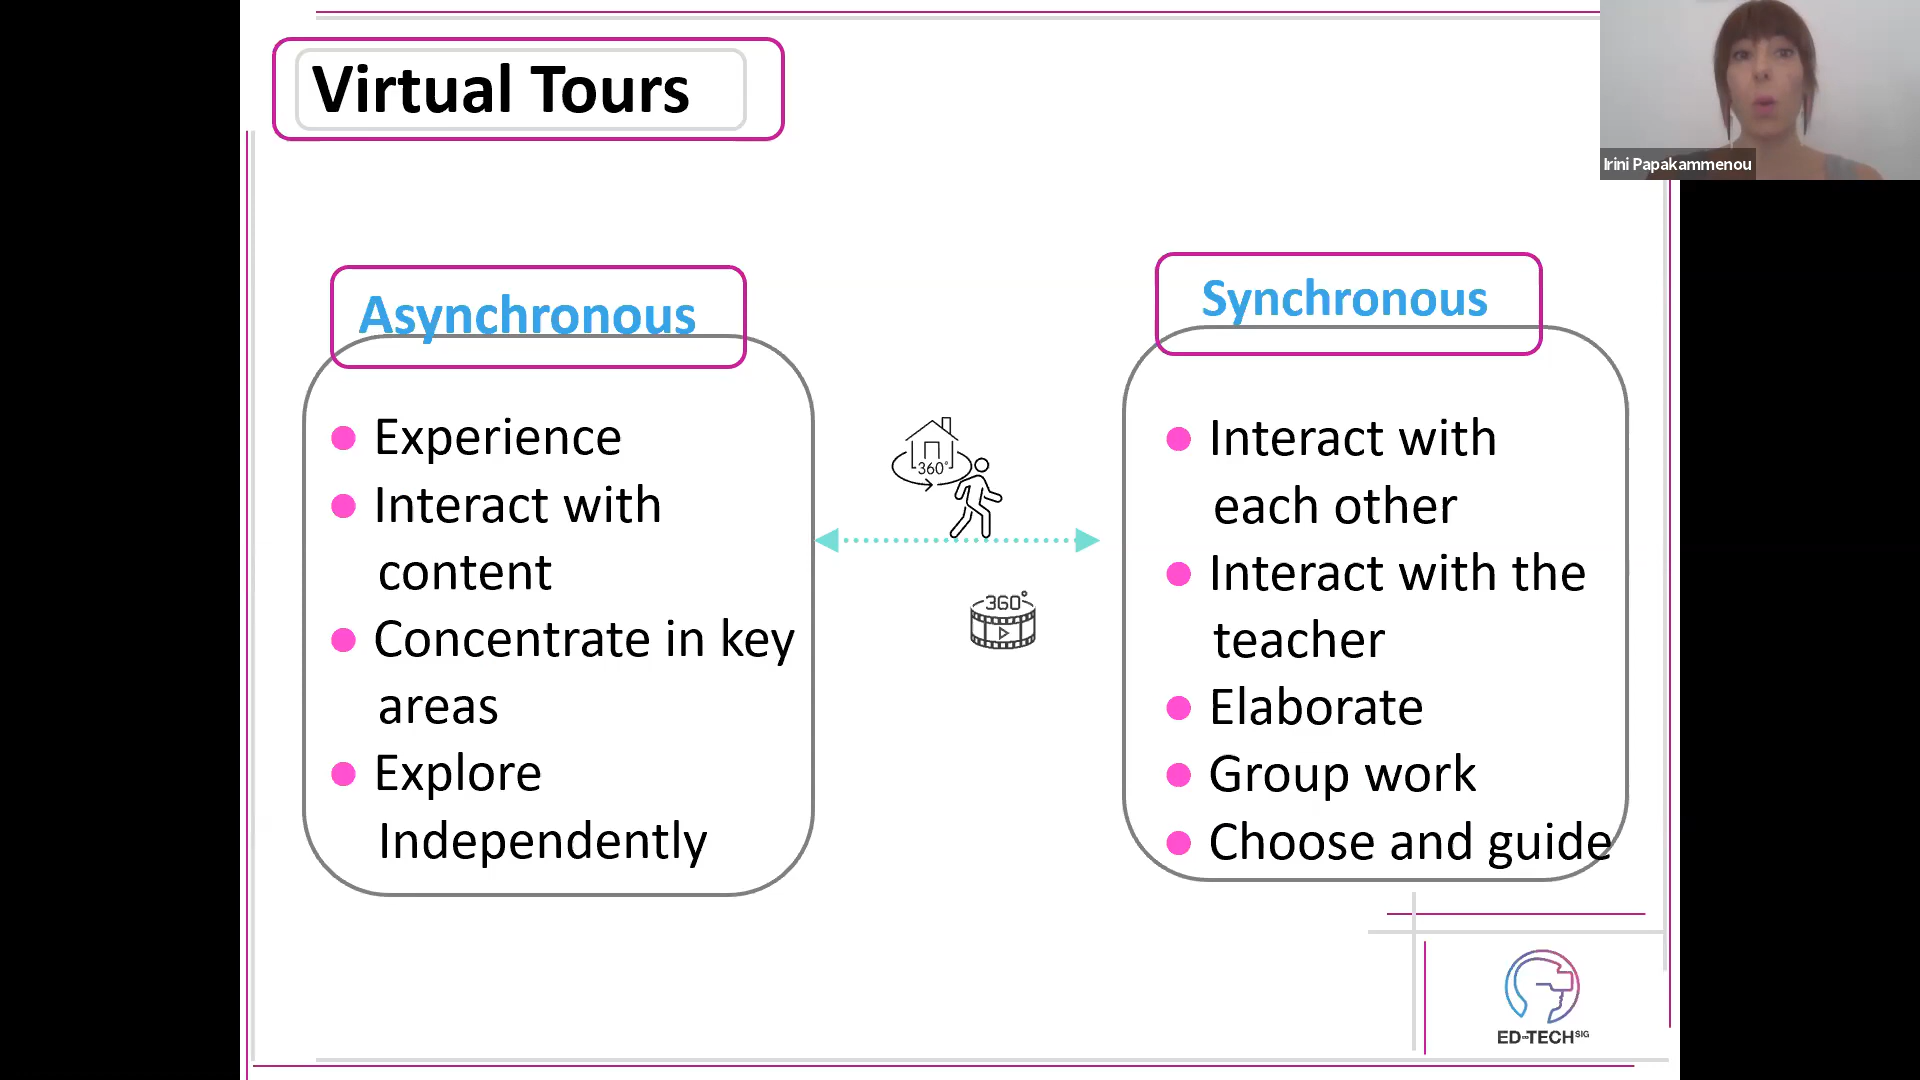 Virtual Tours
Irini Papakammenou
Asynchronous
Experience
Interact with
content
Concentrate in key
areas
Explore
Independently
360°
360°
Synchronous
Interact with
each other
Interact with the
teacher
Elaborate
Group work
Choose and guide
ED-TECH SIG